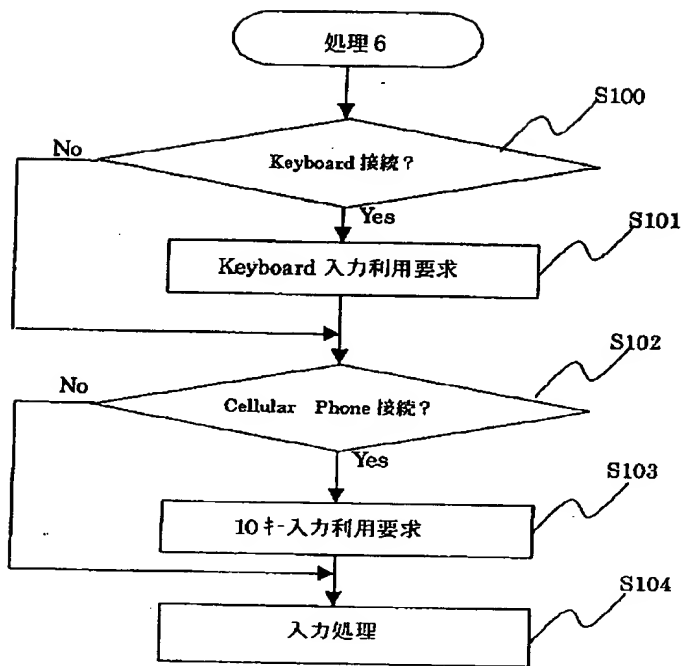 処理6
S100
No
Keyboard 接続？
Yes
S101
Keyboard 入力利用要求
S102
No
Cellular Phone 接続？
Yes
S103
10ｷｰ入力利用要求
S104
入力処理